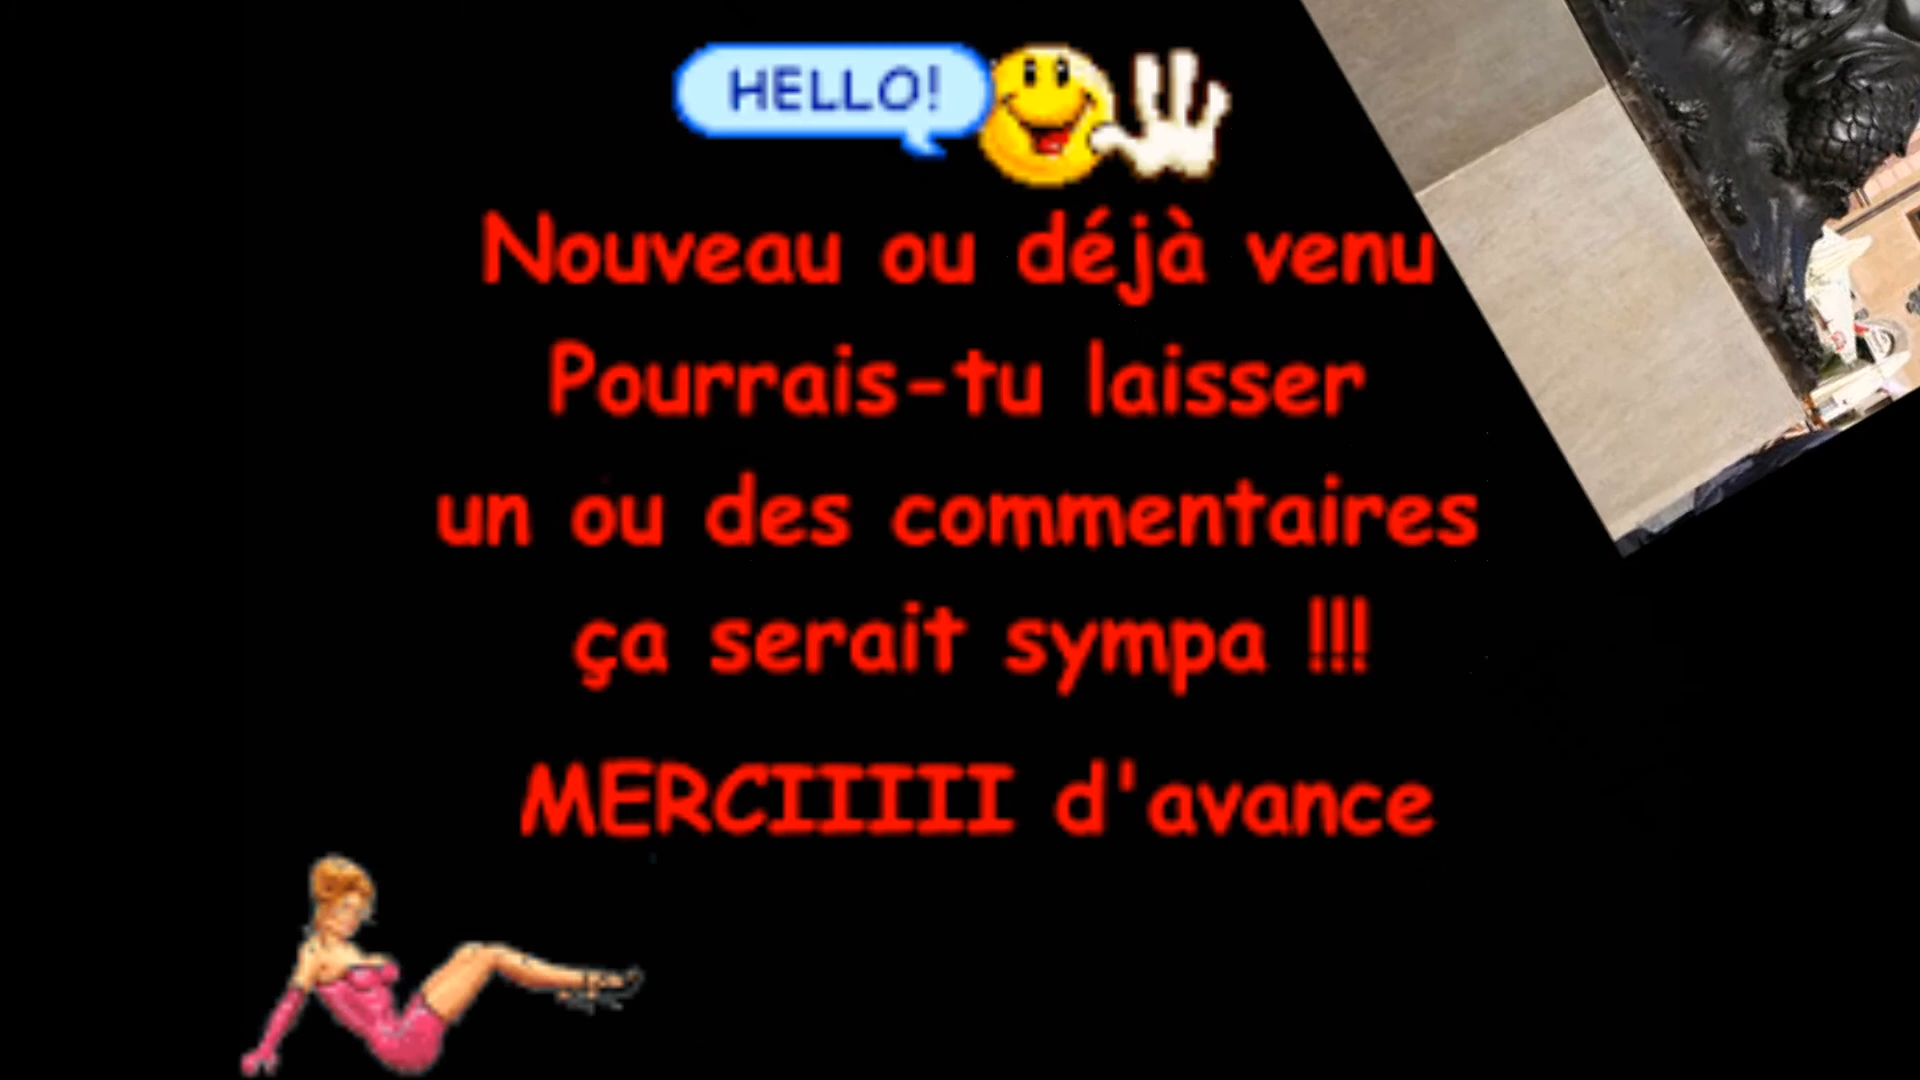 HELLO!
Nouveau ou déjà venu
Pourrais-tu laisser
un ou des commentaires
ça serait sympa !!!
MERCIIIII d'avance